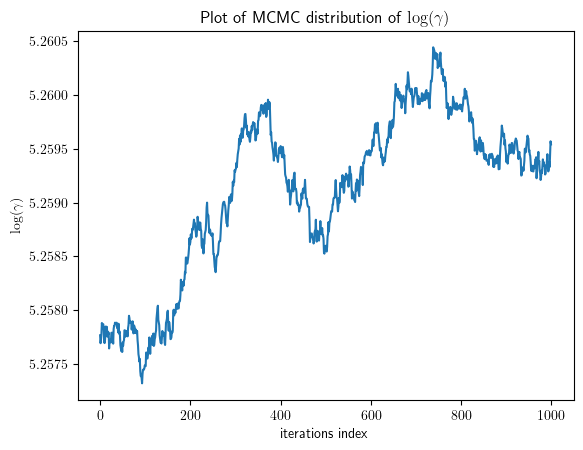 Plot of MCMC distribution of log(γ)
5.2605
5.2600
5.2595
5.2590
5.2585
5.2580
5.2575
log(γ)
0 200 400 600 800 1000
iterations index